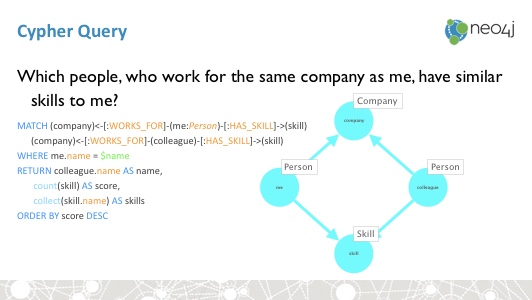 Cypher Query
neo4j
Which people, who work for the same company as me, have similar
skills to me?
MATCH (company)<-[:WORKS_FOR]-(me:Person)-[:HAS_SKILL]->(skill)
(company)<-[:WORKS_FOR]-(colleague)-[:HAS_SKILL]->(skill)
WHERE me.name = $name
RETURN colleague.name AS name,
count(skill) AS score,
collect(skill.name) AS skills
ORDER BY score DESC
Company
company
Person
Person
me
colleague
Skill
skill